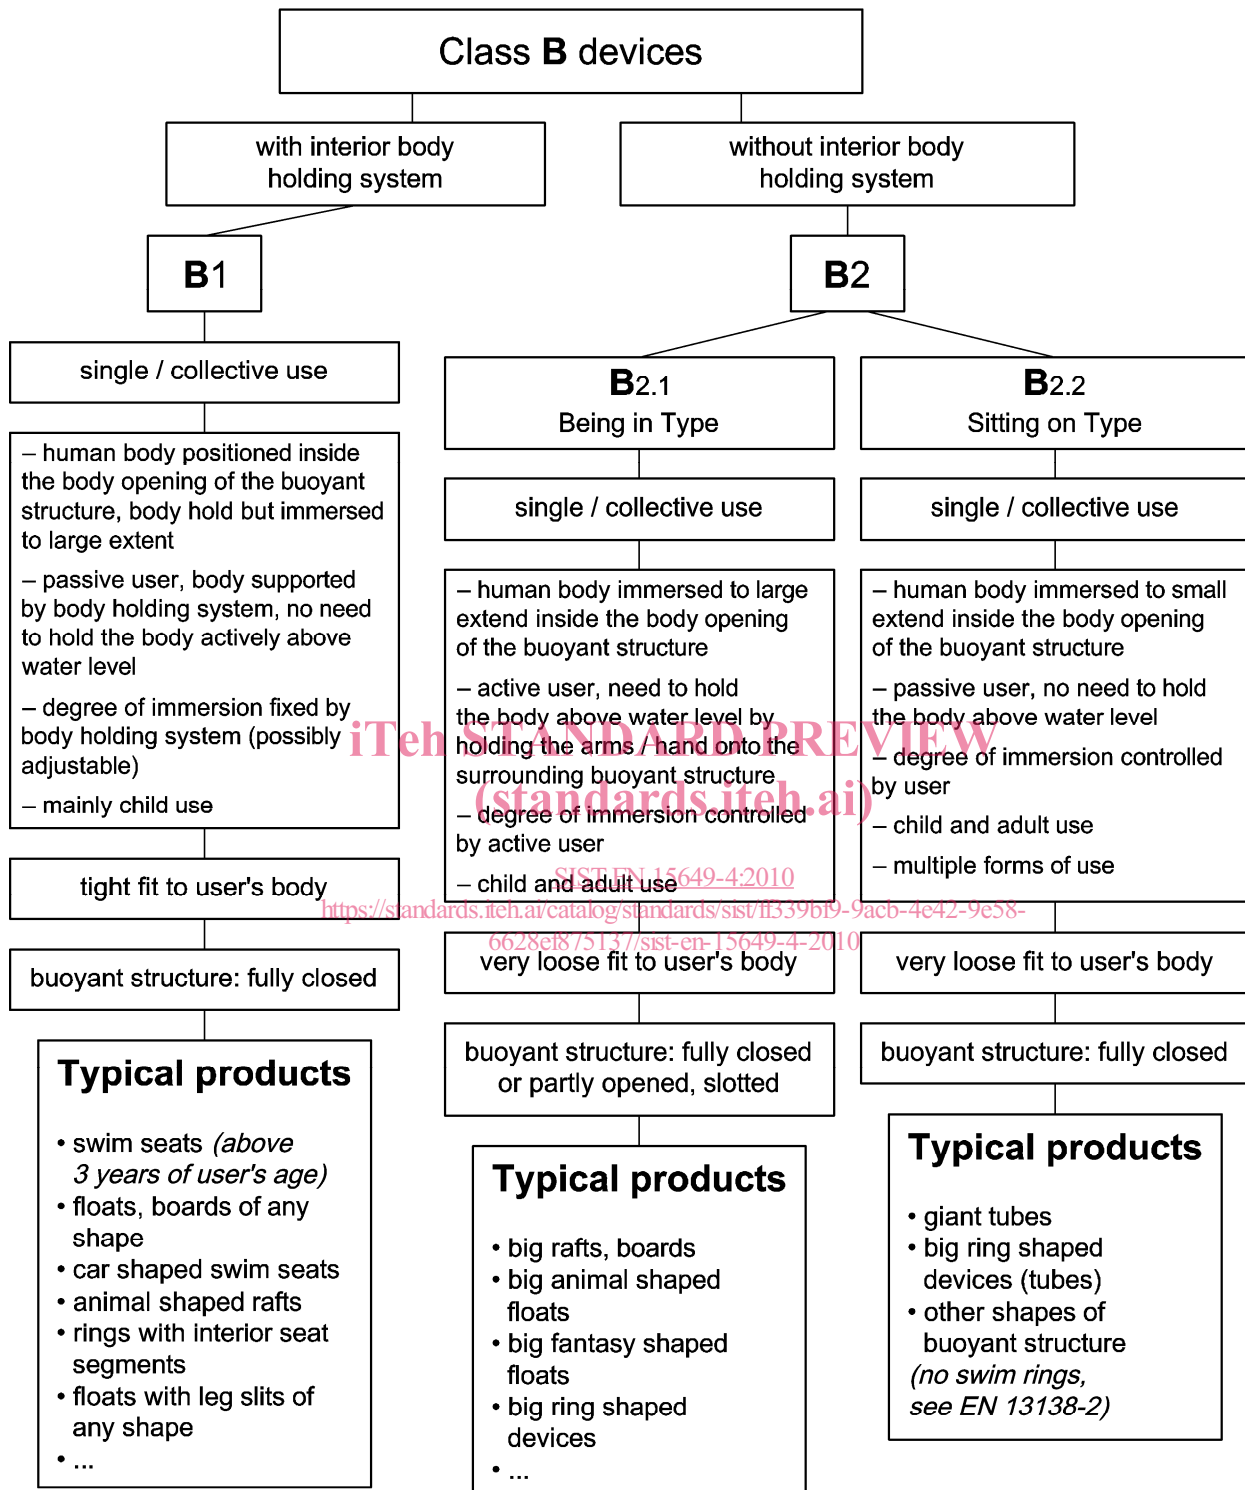 Class B devices
with interior body
holding system
without interior body
holding system
B1
B2
single / collective use
– human body positioned inside
the body opening of the buoyant
structure, body hold but immersed
to large extent
– passive user, body supported
by body holding system, no need
to hold the body actively above
water level
– degree of immersion fixed by
body holding system (possibly
adjustable)
– mainly child use
tight fit to user's body
buoyant structure: fully closed
Typical products
• swim seats (above
3 years of user's age)
• floats, boards of any
shape
• car shaped swim seats
• animal shaped rafts
• rings with interior seat
segments
• floats with leg slits of
any shape
• ...
B2.1
Being in Type
single / collective use
– human body immersed to large
extend inside the body opening
of the buoyant structure
– active user, need to hold
the body above water level by
holding the arms / hand onto the
surrounding buoyant structure
– degree of immersion controlled
by active user
– child and adult use
very loose fit to user's body
buoyant structure: fully closed
or partly opened, slotted
Typical products
• big rafts, boards
• big animal shaped
floats
• big fantasy shaped
floats
• big ring shaped
devices
• ...
B2.2
Sitting on Type
single / collective use
– human body immersed to small
extend inside the body opening
of the buoyant structure
– passive user, no need to hold
the body above water level
– degree of immersion controlled
by user
– child and adult use
– multiple forms of use
very loose fit to user's body
buoyant structure: fully closed
Typical products
• giant tubes
• big ring shaped
devices (tubes)
• other shapes of
buoyant structure
(no swim rings,
see EN 13138-2)
iTeh STANDARD PREVIEW
(standards.iteh.ai)
SIST EN 15649-4:2010
https://standards.iteh.ai/catalog/standards/sist/ff339bf9-9acb-4e42-9e58-
6628ef875137/sist-en-15649-4-2010